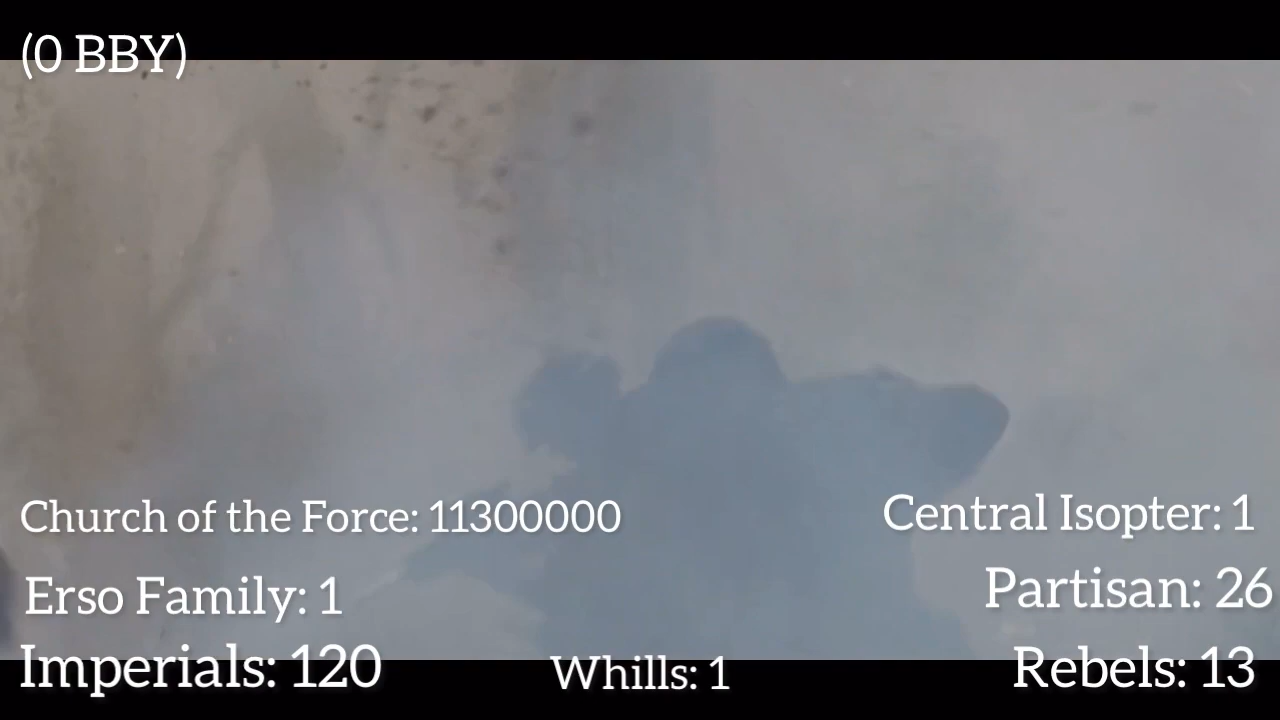 (0 BBY)
Church of the Force: 11300000
Central Isopter: 1
Erso Family: 1
Partisan: 26
Imperials: 120
Whills: 1
Rebels: 13